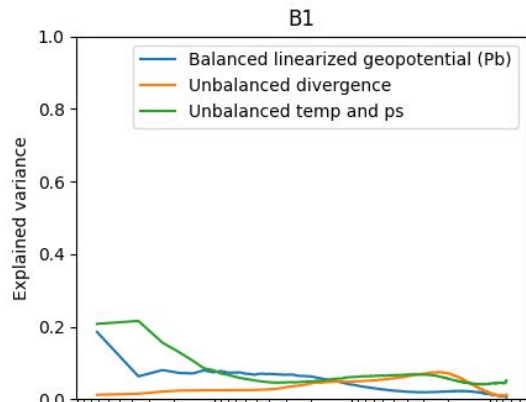 B1
1.0
0.8
0.6
0.4
0.2
0.0
Explained variance
Balanced linearized geopotential (Pb)
Unbalanced divergence
Unbalanced temp and ps